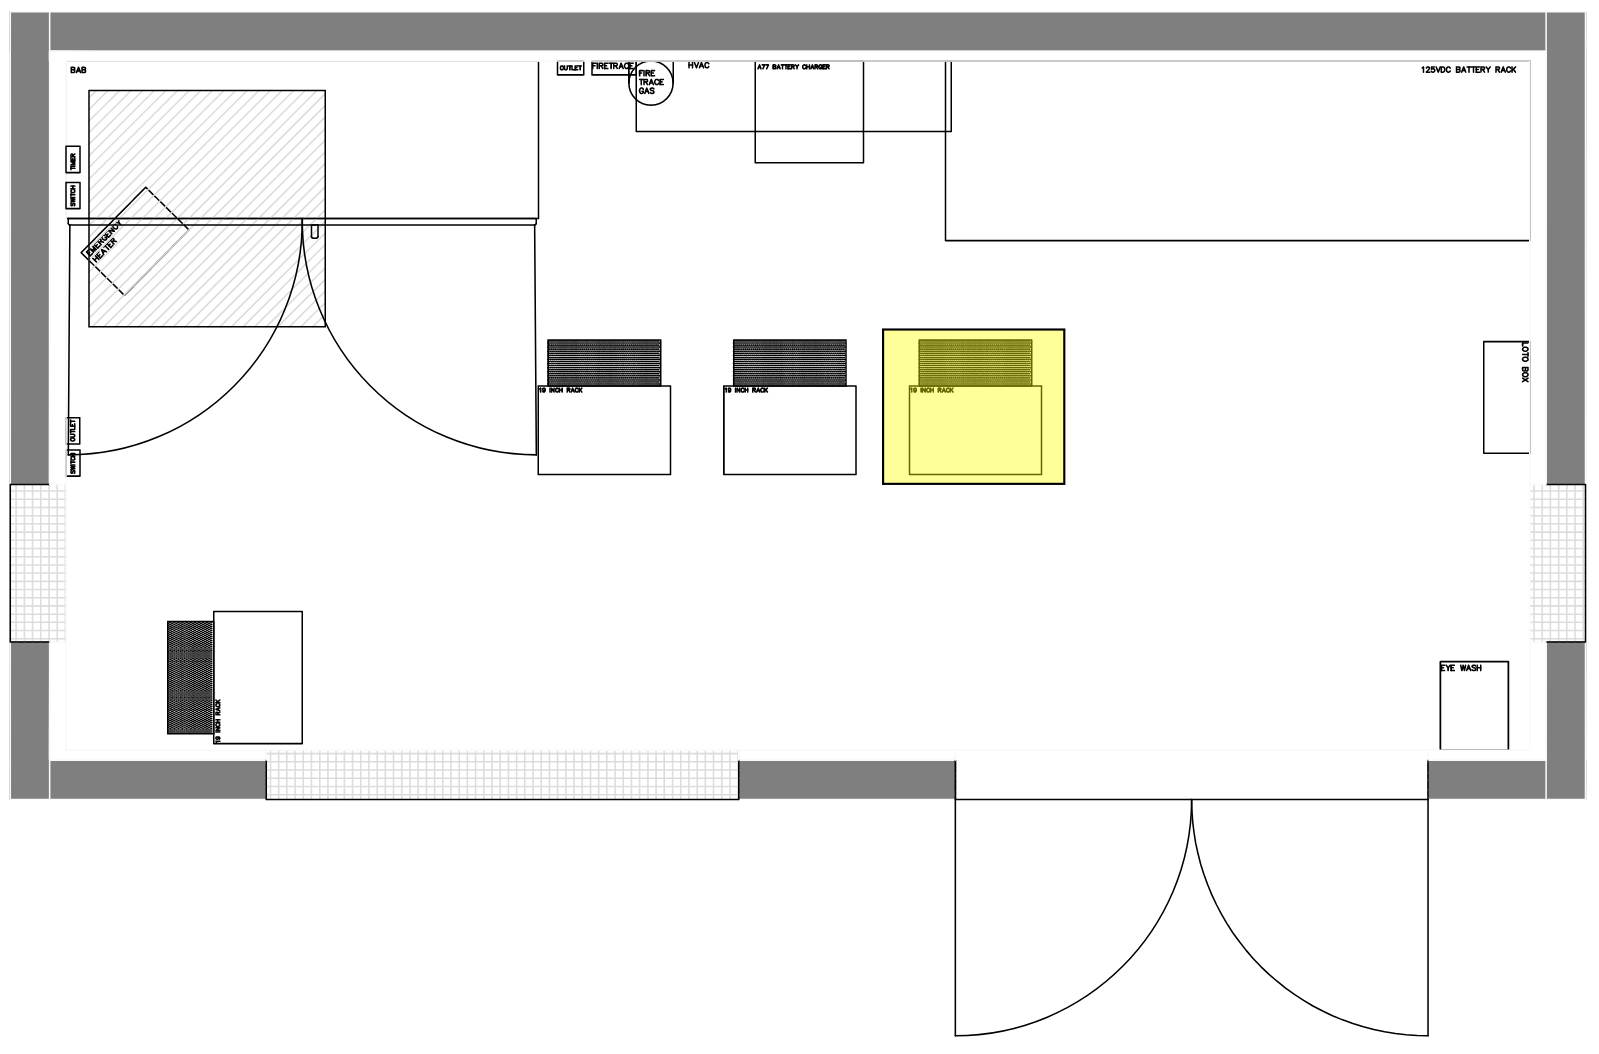 BAB
OUTLET
FIRETRACE
FIRE
TRACE
GAS
HVAC
A77 BATTERY CHARGER
125VDC BATTERY RACK
TIMER
SWITCH
EMERGENCY
HEATER
19 INCH RACK
19 INCH RACK
19 INCH RACK
LOTO BOX
OUTLET
SWITCH
19 INCH RACK
EYE WASH